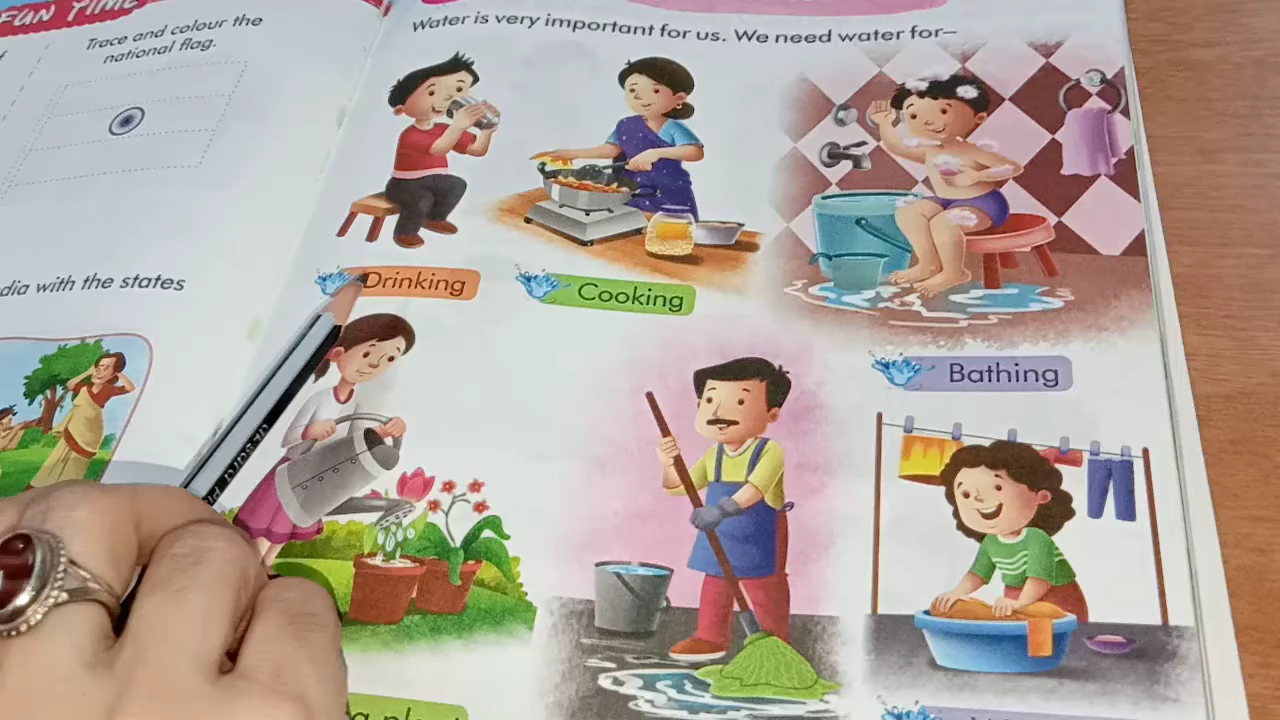 FUN TIME
Trace and colour the
national flag.
dia with the states
Water is very important for us. We need water for–
Drinking
Cooking
Bathing